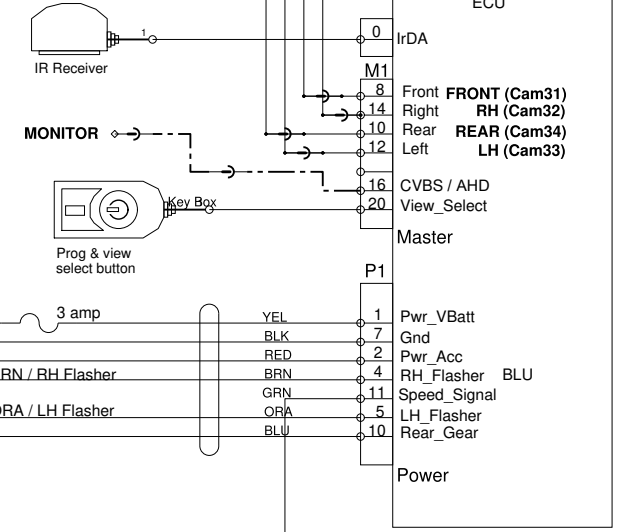 ECU
1
0 IrDA
IR Receiver
M1
8 Front FRONT (Cam31)
14 Right RH (Cam32)
MONITOR
10 Rear REAR (Cam34)
12 Left LH (Cam33)
16 CVBS / AHD
Key Box
20 View_Select
Master
Prog & view
select button
P1
3 amp
YEL 1 Pwr_VBatt
BLK 7 Gnd
RED 2 Pwr_Acc
RN / RH Flasher BRN 4 RH_Flasher BLU
GRN 11 Speed_Signal
ORA / LH Flasher ORA 5 LH_Flasher
BLU 10 Rear_Gear
Power